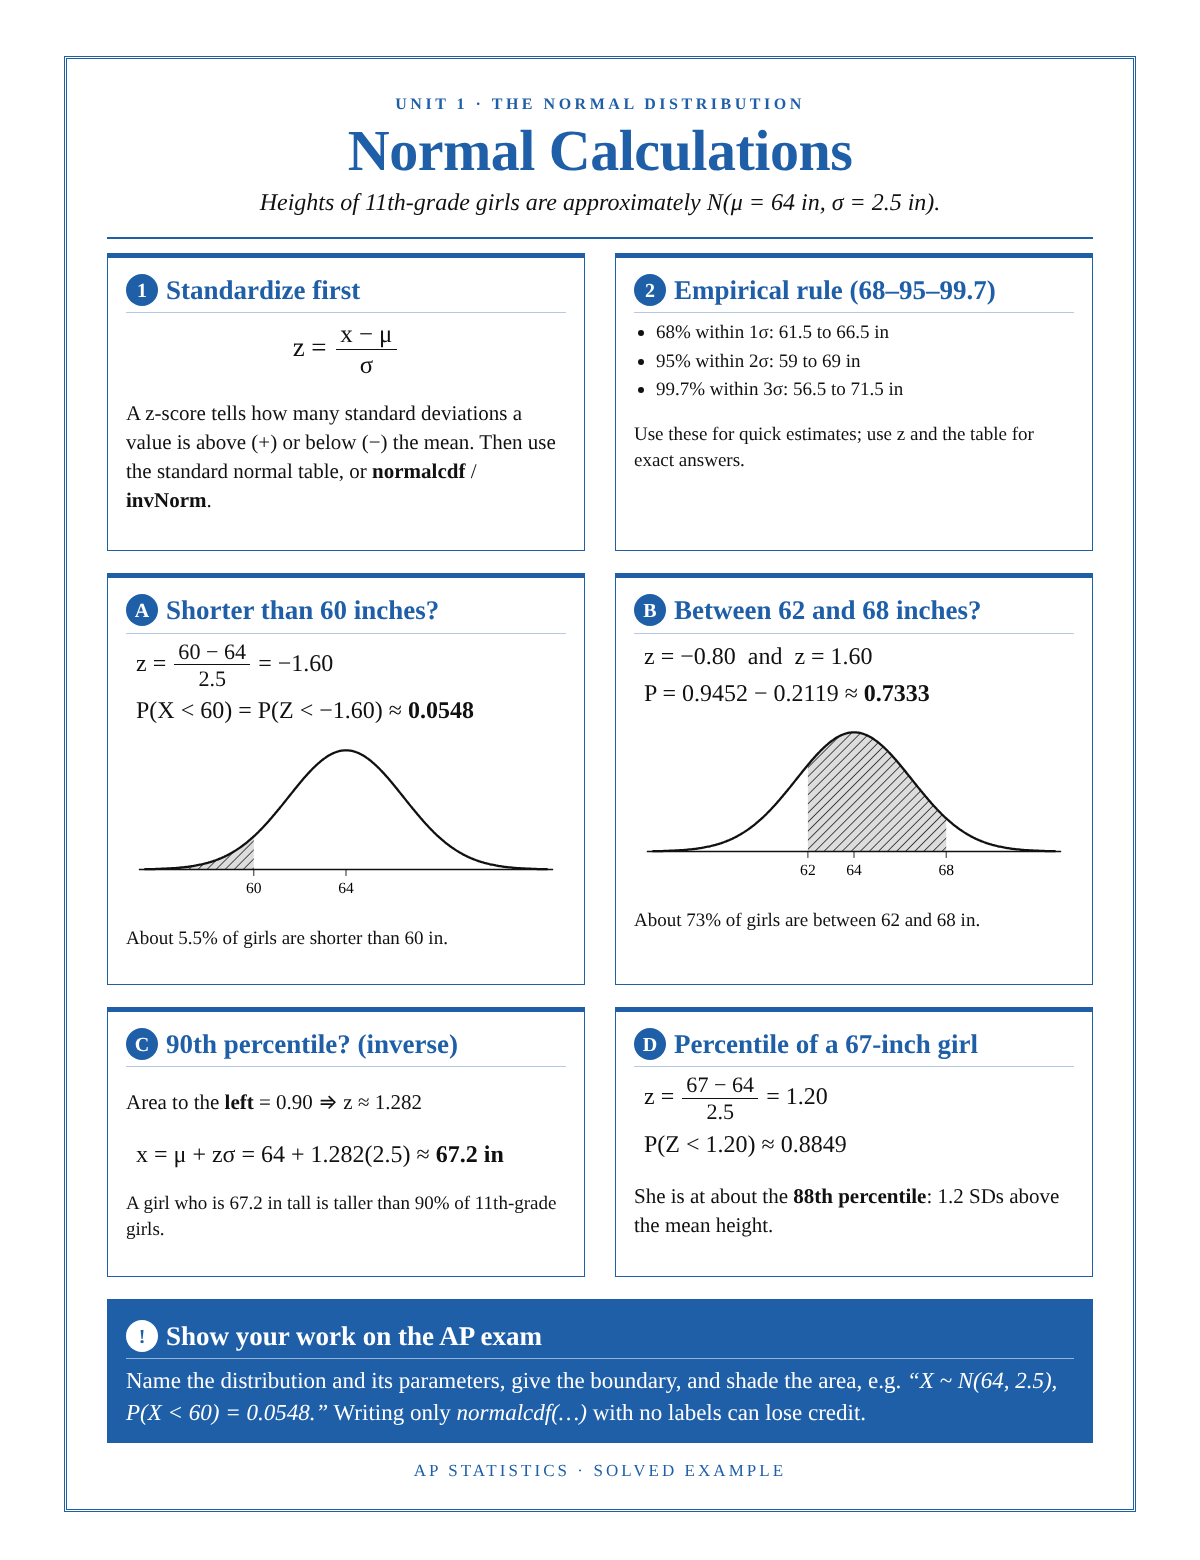 UNIT 1 · THE NORMAL DISTRIBUTION
Normal Calculations
Heights of 11th-grade girls are approximately N(μ = 64 in, σ = 2.5 in).
1 Standardize first
z = (x − μ) / σ
A z-score tells how many standard deviations a
value is above (+) or below (−) the mean. Then use
the standard normal table, or normalcdf /
invNorm.
2 Empirical rule (68–95–99.7)
• 68% within 1σ: 61.5 to 66.5 in
• 95% within 2σ: 59 to 69 in
• 99.7% within 3σ: 56.5 to 71.5 in
Use these for quick estimates; use z and the table for
exact answers.
A Shorter than 60 inches?
z = (60 − 64) / 2.5 = −1.60
P(X < 60) = P(Z < −1.60) ≈ 0.0548
60 64
About 5.5% of girls are shorter than 60 in.
B Between 62 and 68 inches?
z = −0.80 and z = 1.60
P = 0.9452 − 0.2119 ≈ 0.7333
62 64 68
About 73% of girls are between 62 and 68 in.
C 90th percentile? (inverse)
Area to the left = 0.90 ⇒ z ≈ 1.282
x = μ + zσ = 64 + 1.282(2.5) ≈ 67.2 in
A girl who is 67.2 in tall is taller than 90% of 11th-grade
girls.
D Percentile of a 67-inch girl
z = (67 − 64) / 2.5 = 1.20
P(Z < 1.20) ≈ 0.8849
She is at about the 88th percentile: 1.2 SDs above
the mean height.
! Show your work on the AP exam
Name the distribution and its parameters, give the boundary, and shade the area, e.g. “X ~ N(64, 2.5),
P(X < 60) = 0.0548.” Writing only normalcdf(…) with no labels can lose credit.
AP STATISTICS · SOLVED EXAMPLE